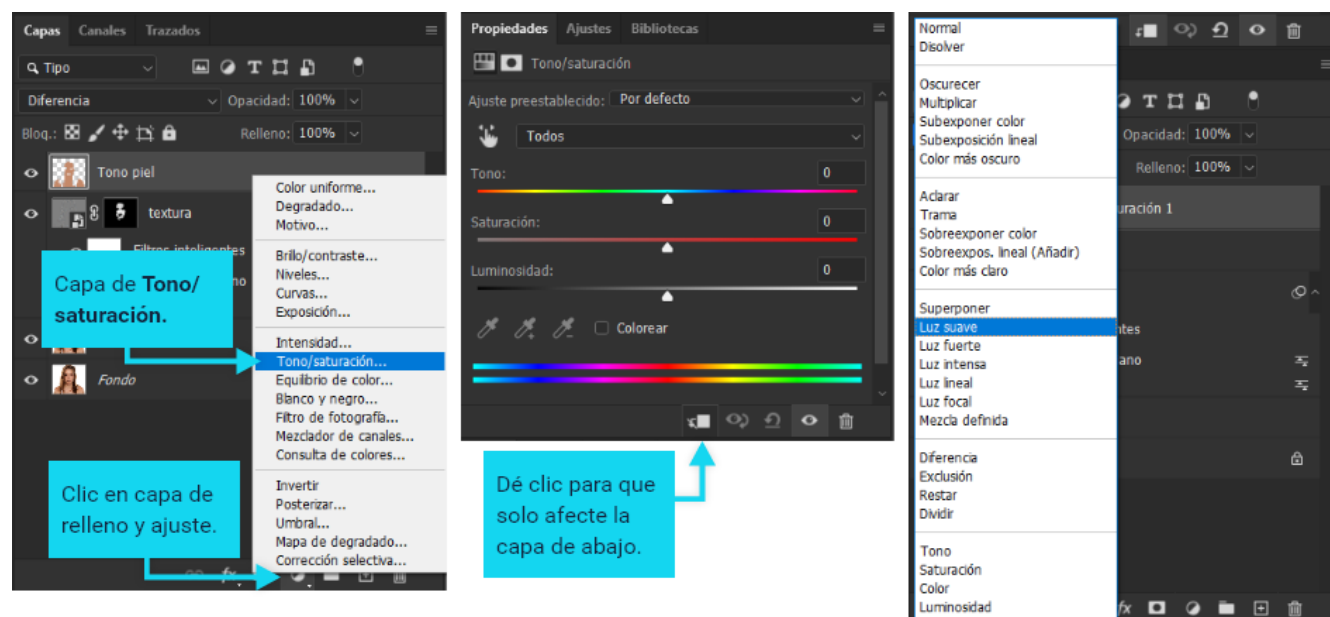 Capas Canales Trazados
Tipo
Diferencia Opacidad: 100%
Bloq.: Relleno: 100%
Tono piel
textura
Filtros inteligentes
no
Fondo
Capa de Tono/
saturación.
Clic en capa de
relleno y ajuste.
Color uniforme...
Degradado...
Motivo...
Brillo/contraste...
Niveles...
Curvas...
Exposición...
Intensidad...
Tono/saturación...
Equilibrio de color...
Blanco y negro...
Filtro de fotografía...
Mezclador de canales...
Consulta de colores...
Invertir
Posterizar...
Umbral...
Mapa de degradado...
Corrección selectiva...
fx
Propiedades Ajustes Bibliotecas
Tono/saturación
Ajuste preestablecido: Por defecto
Todos
Tono: 0
Saturación: 0
Luminosidad: 0
Colorear
Dé clic para que
solo afecte la
capa de abajo.
Normal
Disolver
Oscurecer
Multiplicar
Subexponer color
Subexposición lineal
Color más oscuro
Aclarar
Trama
Sobreexponer color
Sobreexpos. lineal (Añadir)
Color más claro
Superponer
Luz suave
Luz fuerte
Luz intensa
Luz lineal
Luz focal
Mezcla definida
Diferencia
Exclusión
Restar
Dividir
Tono
Saturación
Color
Luminosidad
Opacidad: 100%
Relleno: 100%
uración 1
ntes
ano
fx